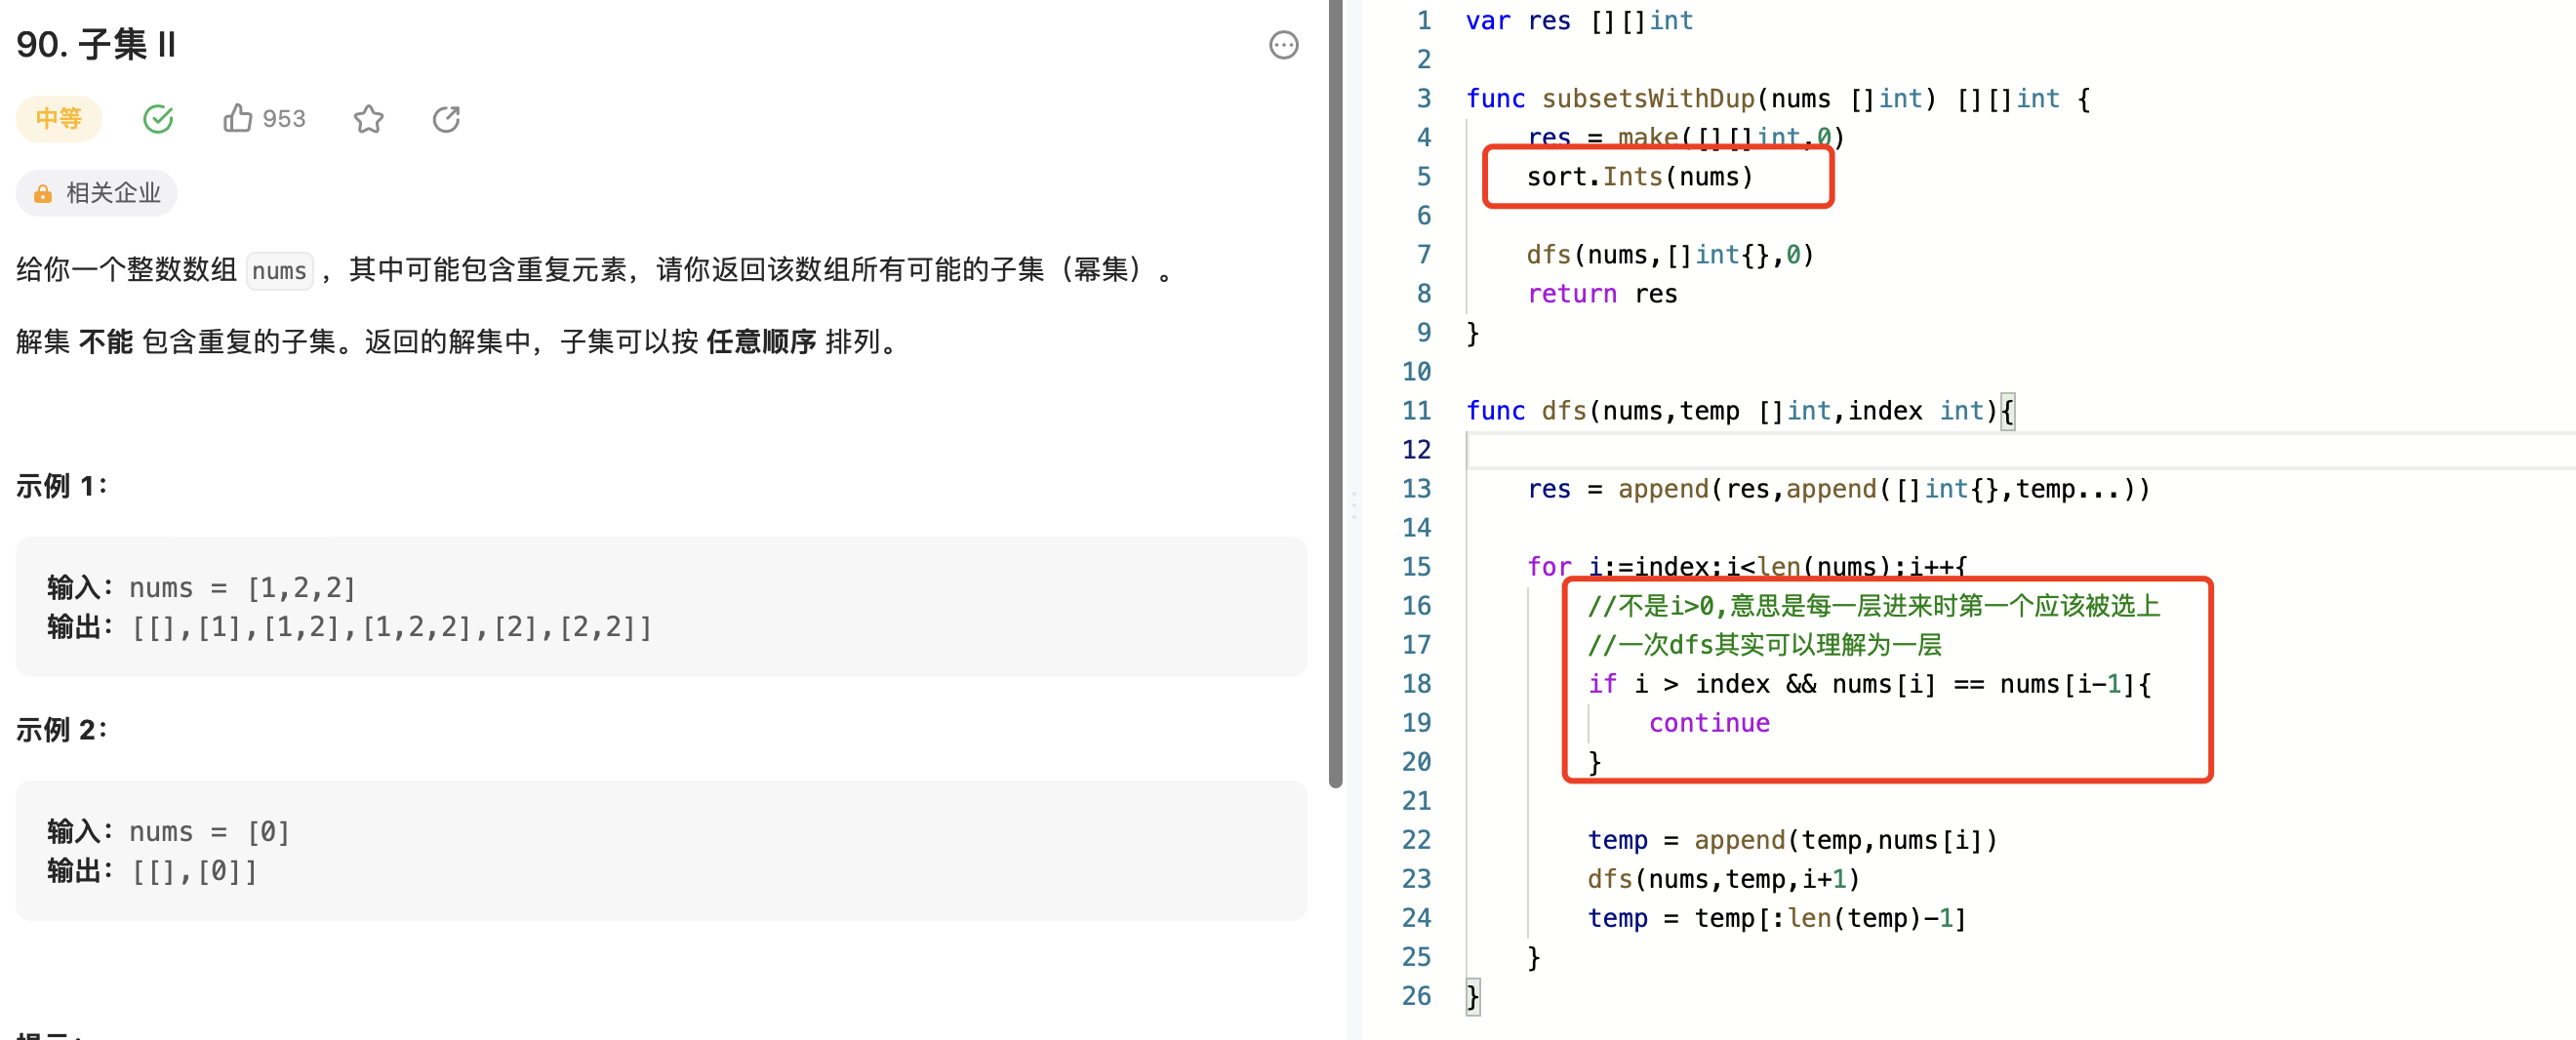 90. 子集 II
中等
953
相关企业
给你一个整数数组 nums ，其中可能包含重复元素，请你返回该数组所有可能的子集（幂集）。
解集 不能 包含重复的子集。返回的解集中，子集可以按 任意顺序 排列。
示例 1：
输入：nums = [1,2,2]
输出：[[],[1],[1,2],[1,2,2],[2],[2,2]]
示例 2：
输入：nums = [0]
输出：[[],[0]]
1 var res [][]int
2
3 func subsetsWithDup(nums []int) [][]int {
4 res = make([][]int,0)
5 sort.Ints(nums)
6
7 dfs(nums,[]int{},0)
8 return res
9 }
10
11 func dfs(nums,temp []int,index int){
12
13 res = append(res,append([]int{},temp...))
14
15 for i:=index;i<len(nums);i++{
16 //不是i>0,意思是每一层进来时第一个应该被选上
17 //一次dfs其实可以理解为一层
18 if i > index && nums[i] == nums[i-1]{
19 continue
20 }
21
22 temp = append(temp,nums[i])
23 dfs(nums,temp,i+1)
24 temp = temp[:len(temp)-1]
25 }
26 }